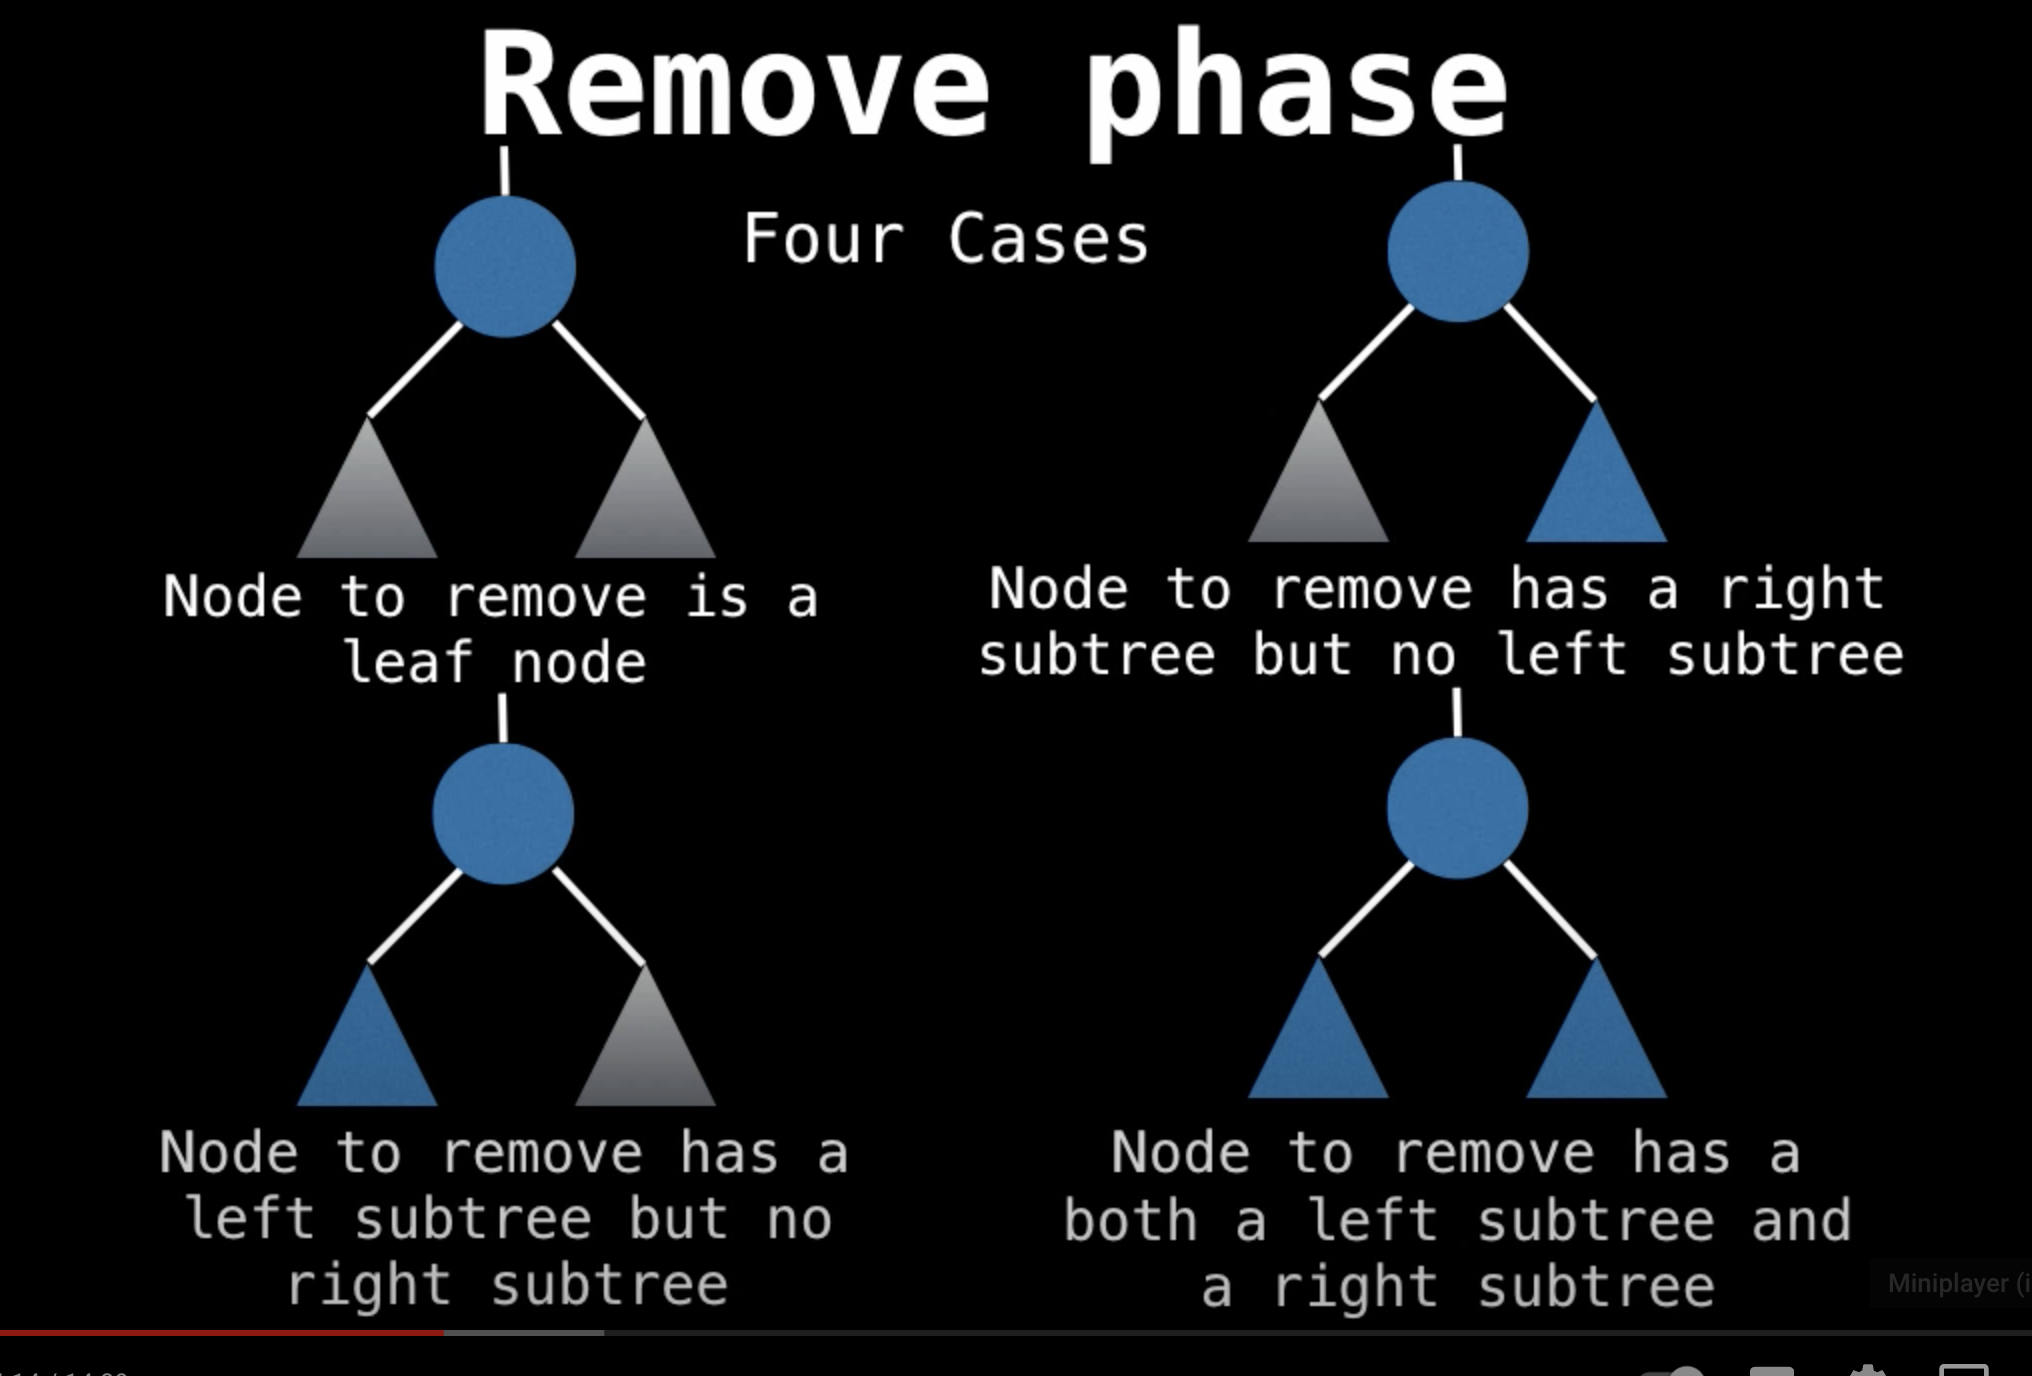 Remove phase
Four Cases
Node to remove is a
leaf node
Node to remove has a right
subtree but no left subtree
Node to remove has a
left subtree but no
right subtree
Node to remove has a
both a left subtree and
a right subtree
Miniplayer (i